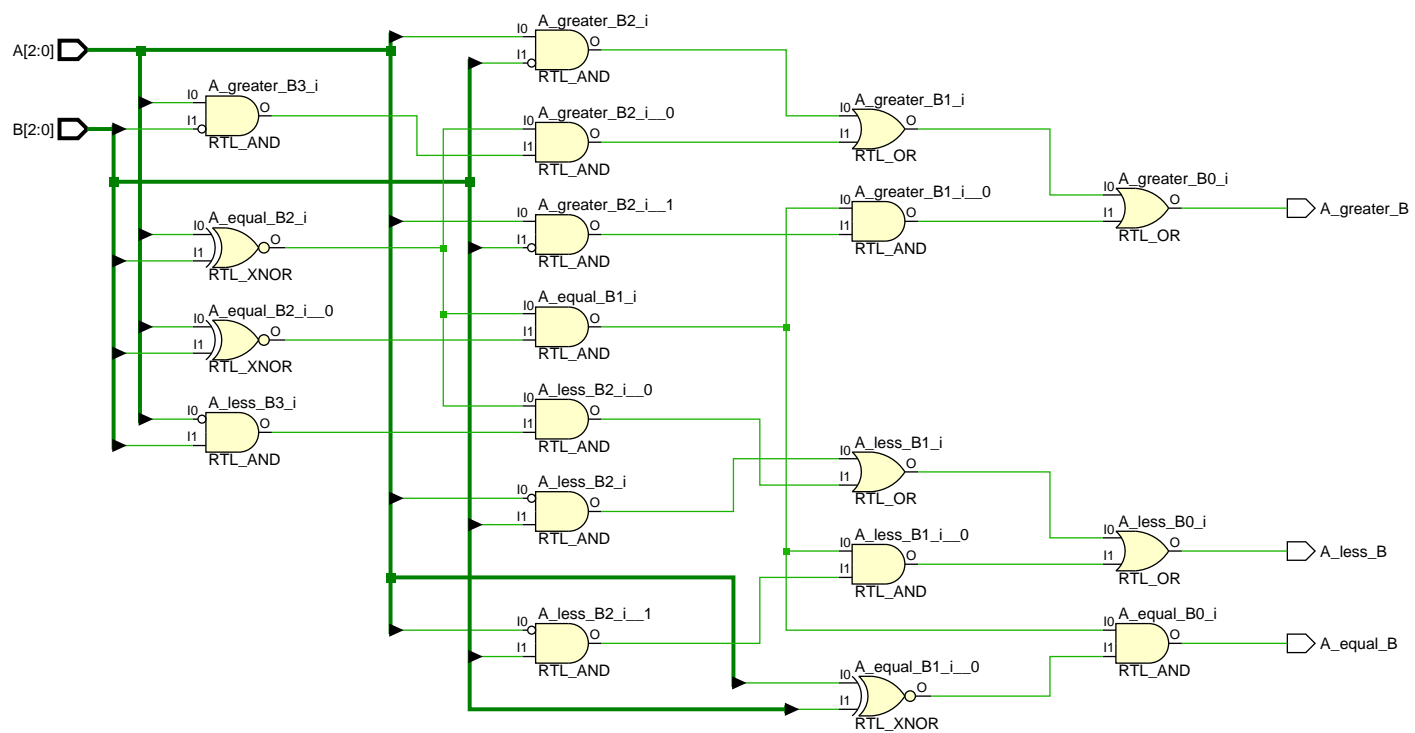 A[2:0]
B[2:0]
A_greater_B3_i
I0
I1
O
RTL_AND
A_equal_B2_i
I0
I1
O
RTL_XNOR
A_equal_B2_i__0
I0
I1
O
RTL_XNOR
A_less_B3_i
I0
I1
O
RTL_AND
A_greater_B2_i
I0
I1
O
RTL_AND
A_greater_B2_i__0
I0
I1
O
RTL_AND
A_greater_B2_i__1
I0
I1
O
RTL_AND
A_equal_B1_i
I0
I1
O
RTL_AND
A_less_B2_i__0
I0
I1
O
RTL_AND
A_less_B2_i
I0
I1
O
RTL_AND
A_less_B2_i__1
I0
I1
O
RTL_AND
A_greater_B1_i
I0
I1
O
RTL_OR
A_greater_B1_i__0
I0
I1
O
RTL_AND
A_less_B1_i
I0
I1
O
RTL_OR
A_less_B1_i__0
I0
I1
O
RTL_AND
A_equal_B1_i__0
I0
I1
O
RTL_XNOR
A_greater_B0_i
I0
I1
O
RTL_OR
A_less_B0_i
I0
I1
O
RTL_OR
A_equal_B0_i
I0
I1
O
RTL_AND
A_greater_B
A_less_B
A_equal_B